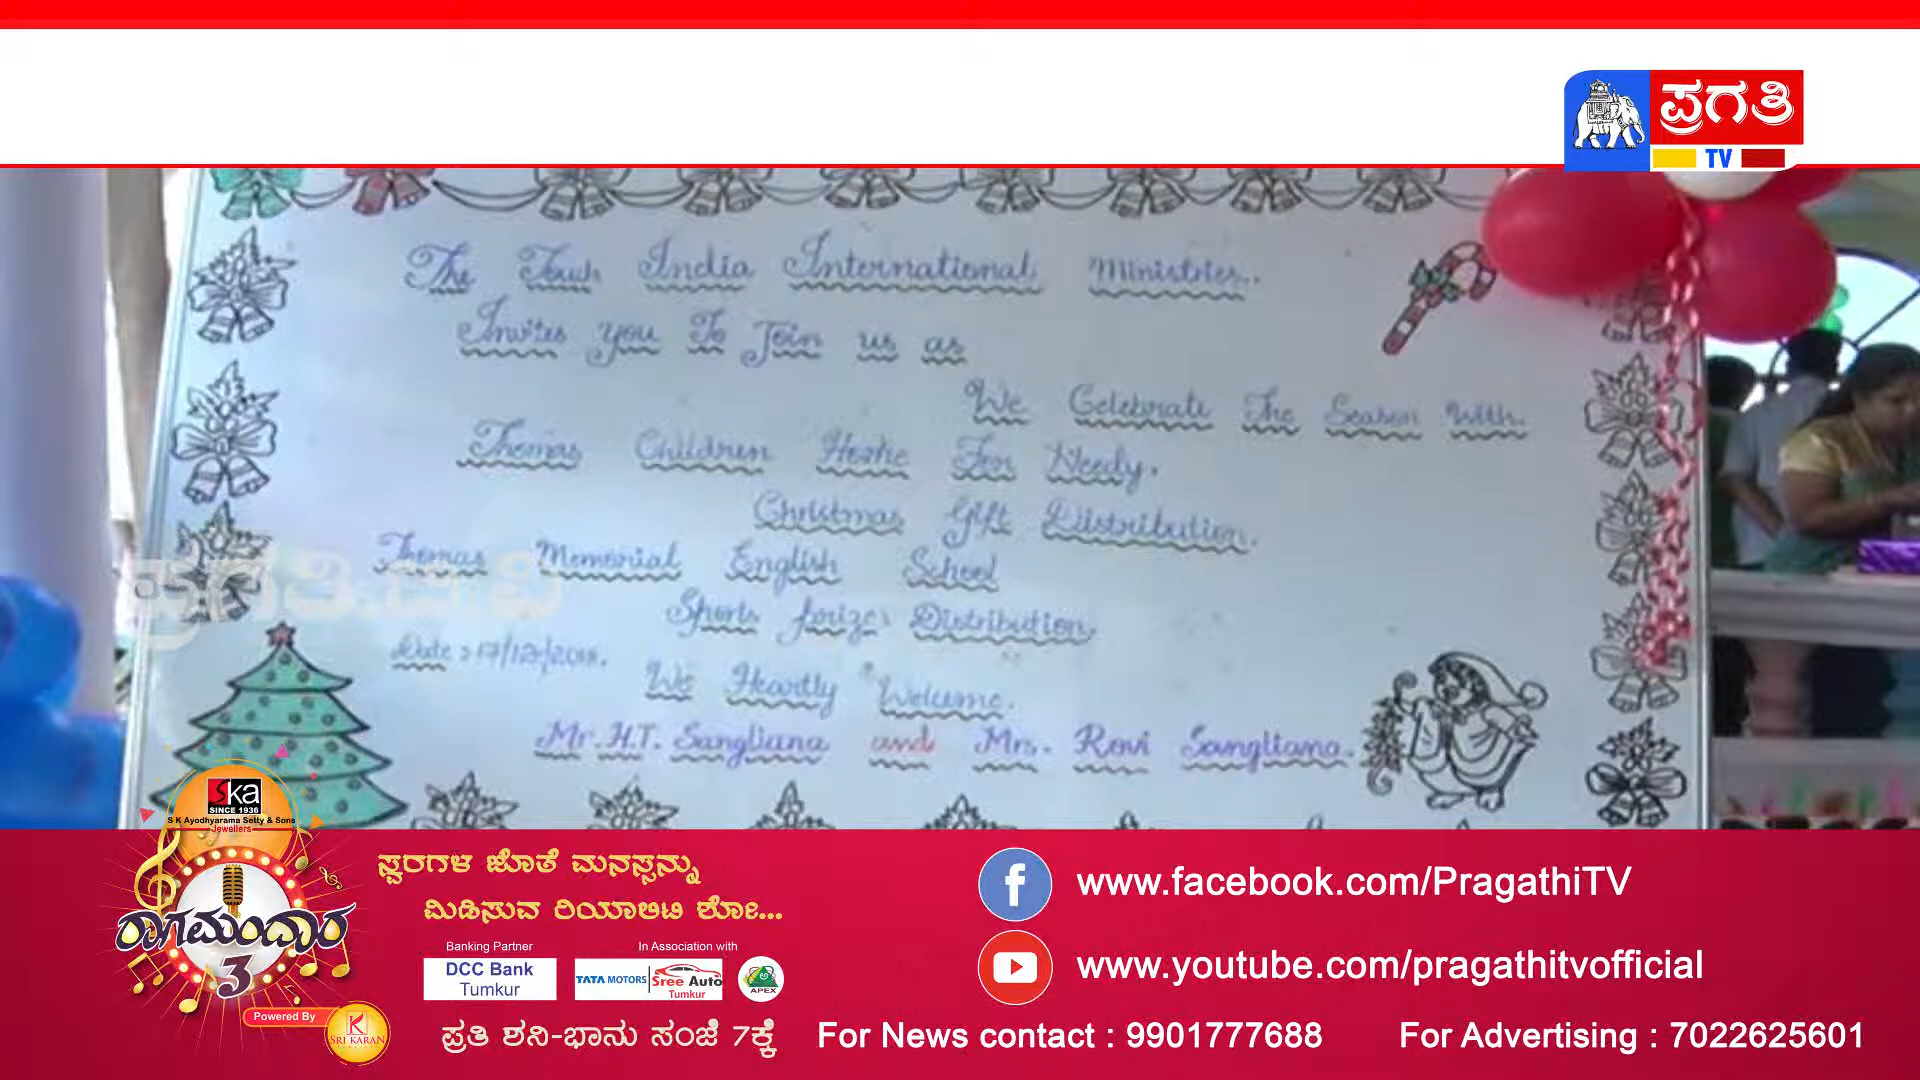 ಪ್ರಗತಿ
TV
The Touch India International Ministries..
Invites you To Join us as
We Celebrate The Season With.
Thomas Children Home For Needy.
Christmas Gift Distribution.
Thomas Memorial English School
ಪ್ರಗತಿ.ಟಿ.ವಿ
Sports Prizes Distribution.
Date : 17/12/2018.
We Heartly Welcome.
Mr. H.T. Sangliana and Mrs. Rovi Sangliana.
Ska
SINCE 1936
S K Ayodhyarama Setty & Sons
Jewellers
ರಾಗಮಂದಾರ
3
Powered By
K
SRI KARAN
ಸ್ವರಗಳ ಜೊತೆ ಮನಸ್ಸನ್ನು
ಮಿಡಿಸುವ ರಿಯಾಲಿಟಿ ಶೋ...
Banking Partner
DCC Bank
Tumkur
In Association with
TATA MOTORS
Sree Auto
Tumkur
APEX
ಪ್ರತಿ ಶನಿ-ಭಾನು ಸಂಜೆ 7ಕ್ಕೆ
www.facebook.com/PragathiTV
www.youtube.com/pragathitvofficial
For News contact : 9901777688
For Advertising : 7022625601